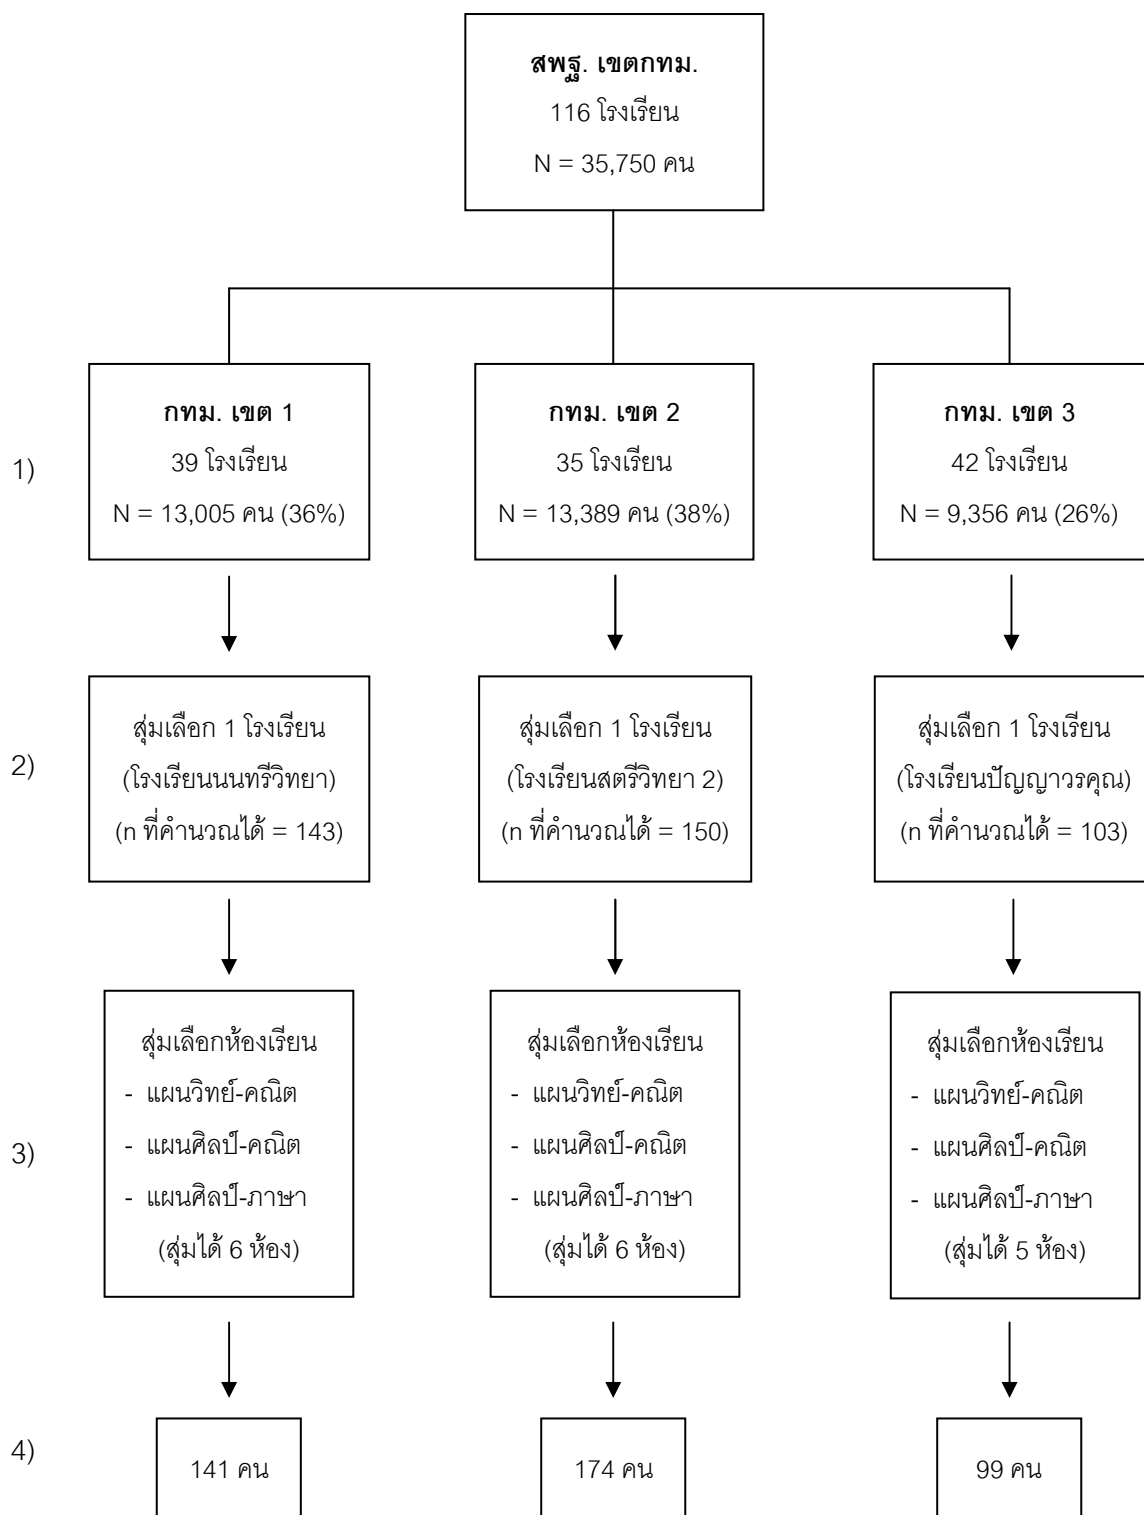 สพฐ. เขตกทม.
116 โรงเรียน
N = 35,750 คน
1)
กทม. เขต 1
39 โรงเรียน
N = 13,005 คน (36%)
กทม. เขต 2
35 โรงเรียน
N = 13,389 คน (38%)
กทม. เขต 3
42 โรงเรียน
N = 9,356 คน (26%)
2)
สุ่มเลือก 1 โรงเรียน
(โรงเรียนนนทรีวิทยา)
(n ที่คำนวณได้ = 143)
สุ่มเลือก 1 โรงเรียน
(โรงเรียนสตรีวิทยา 2)
(n ที่คำนวณได้ = 150)
สุ่มเลือก 1 โรงเรียน
(โรงเรียนปัญญาวรคุณ)
(n ที่คำนวณได้ = 103)
3)
สุ่มเลือกห้องเรียน
- แผนวิทย์-คณิต
- แผนศิลป์-คณิต
- แผนศิลป์-ภาษา
(สุ่มได้ 6 ห้อง)
สุ่มเลือกห้องเรียน
- แผนวิทย์-คณิต
- แผนศิลป์-คณิต
- แผนศิลป์-ภาษา
(สุ่มได้ 6 ห้อง)
สุ่มเลือกห้องเรียน
- แผนวิทย์-คณิต
- แผนศิลป์-คณิต
- แผนศิลป์-ภาษา
(สุ่มได้ 5 ห้อง)
4)
141 คน
174 คน
99 คน